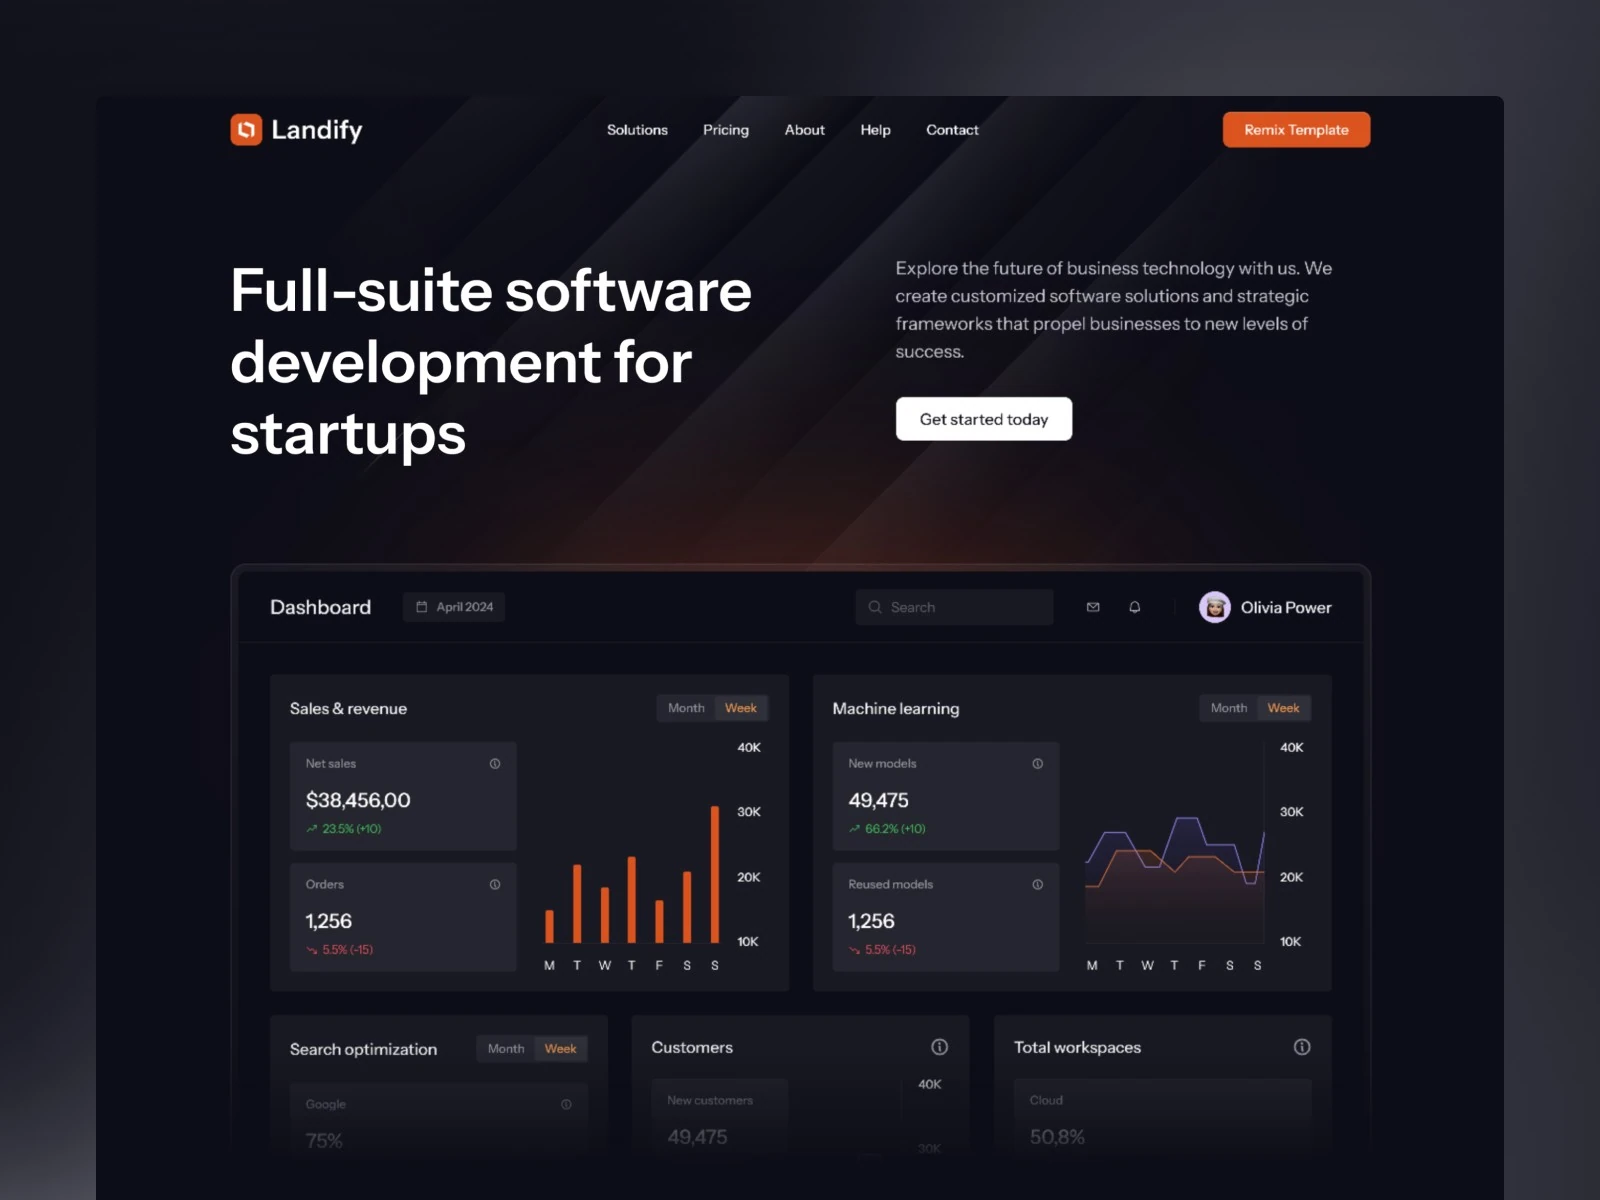 Landify
Solutions
Pricing
About
Help
Contact
Remix Template
Full-suite software
development for
startups
Explore the future of business technology with us. We
create customized software solutions and strategic
frameworks that propel businesses to new levels of
success.
Get started today
Dashboard
April 2024
Search
Olivia Power
Sales & revenue
Month
Week
Net sales
$38,456,00
23.5% (+10)
Orders
1,256
5.5% (-15)
40K
30K
20K
10K
M T W T F S S
Machine learning
Month
Week
New models
49,475
66.2% (+10)
Reused models
1,256
5.5% (-15)
40K
30K
20K
10K
M T W T F S S
Search optimization
Month
Week
Google
75%
Customers
New customers
49,475
40K
30K
Total workspaces
Cloud
50,8%